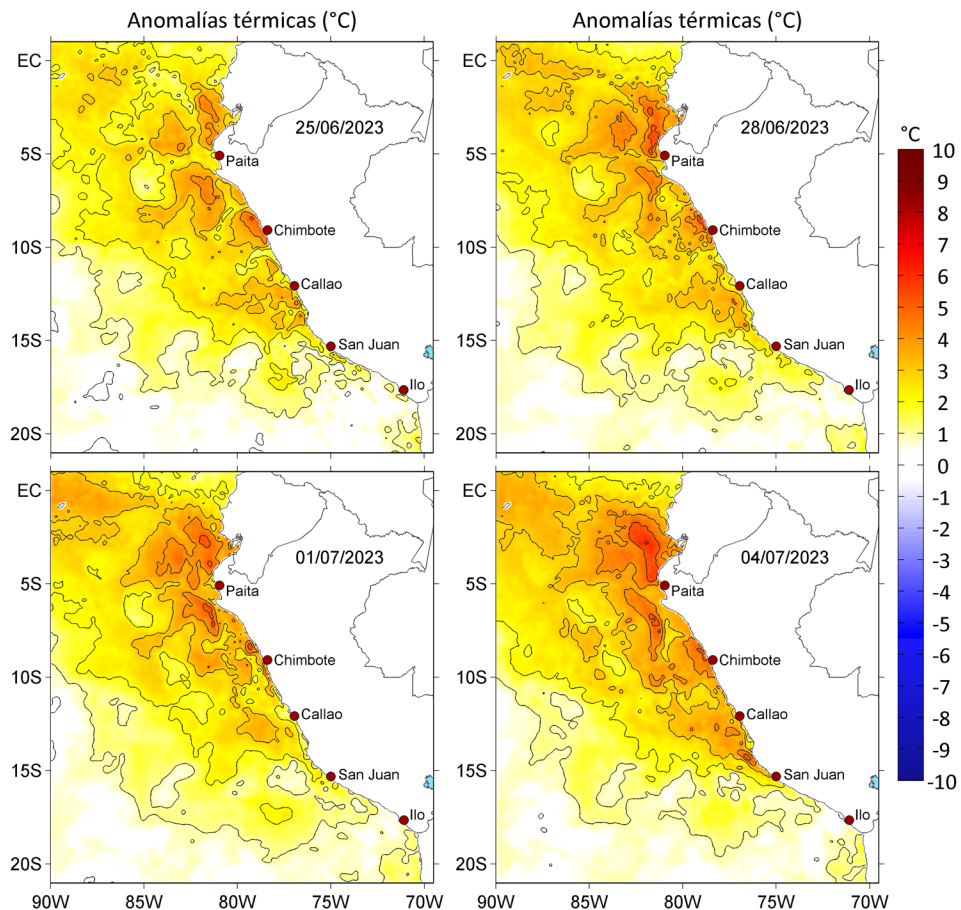 Anomalías térmicas (°C)
Anomalías térmicas (°C)
EC
5S
10S
15S
20S
25/06/2023
Paita
Chimbote
Callao
San Juan
Ilo
EC
5S
10S
15S
20S
28/06/2023
Paita
Chimbote
Callao
San Juan
Ilo
EC
5S
10S
15S
20S
01/07/2023
Paita
Chimbote
Callao
San Juan
Ilo
90W 85W 80W 75W 70W
EC
5S
10S
15S
20S
04/07/2023
Paita
Chimbote
Callao
San Juan
Ilo
90W 85W 80W 75W 70W
°C
10
9
8
7
6
5
4
3
2
1
0
-1
-2
-3
-4
-5
-6
-7
-8
-9
-10